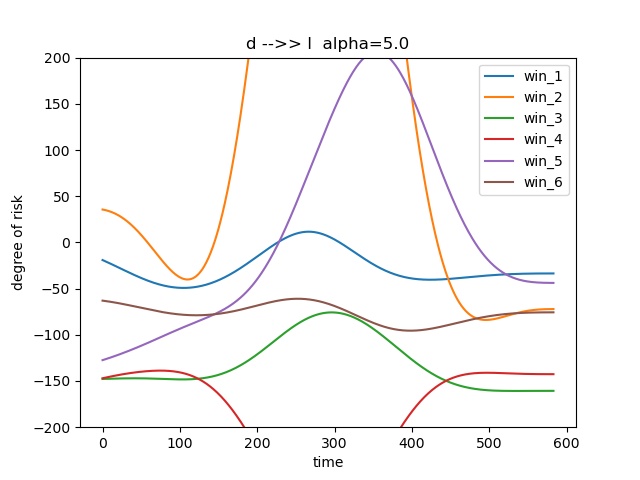 d -->> l  alpha=5.0
degree of risk
200
150
100
50
0
−50
−100
−150
−200
win_1
win_2
win_3
win_4
win_5
win_6
0 100 200 300 400 500 600
time